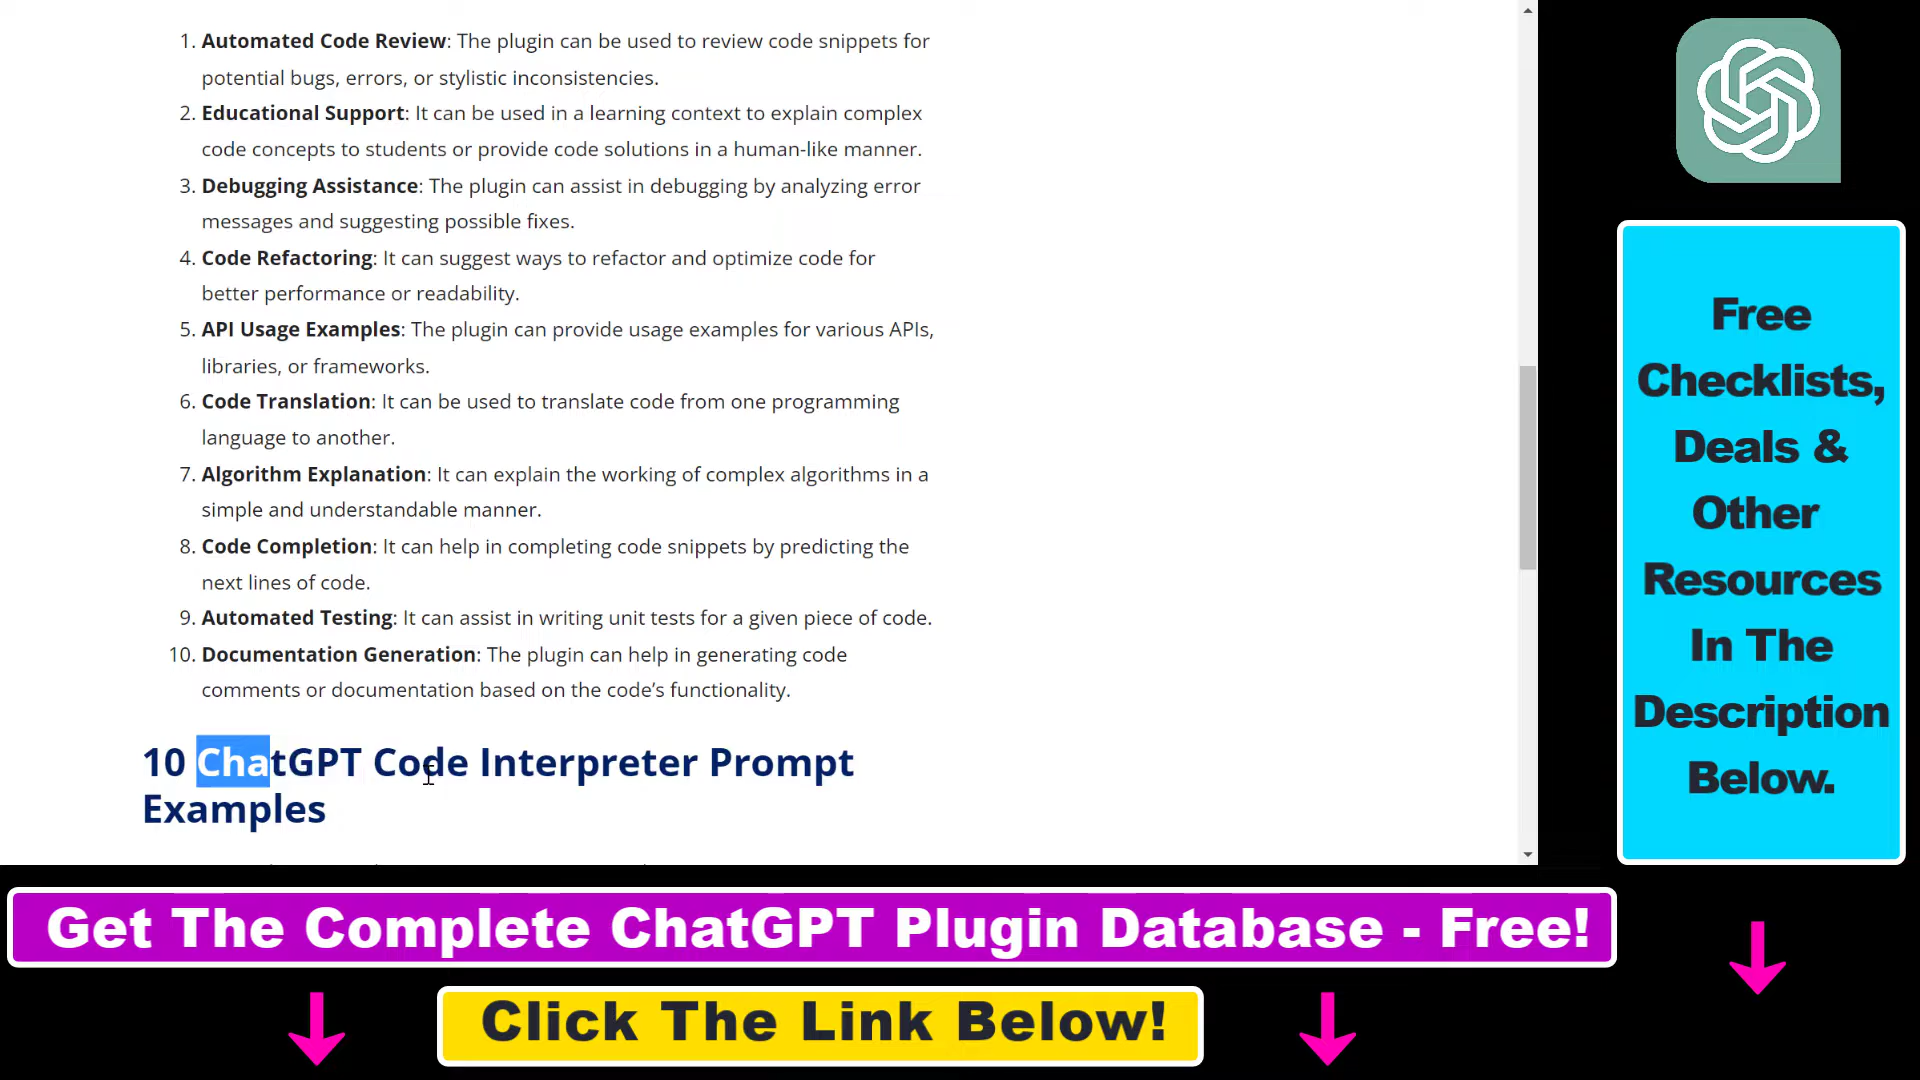 1. Automated Code Review: The plugin can be used to review code snippets for
potential bugs, errors, or stylistic inconsistencies.
2. Educational Support: It can be used in a learning context to explain complex
code concepts to students or provide code solutions in a human-like manner.
3. Debugging Assistance: The plugin can assist in debugging by analyzing error
messages and suggesting possible fixes.
4. Code Refactoring: It can suggest ways to refactor and optimize code for
better performance or readability.
5. API Usage Examples: The plugin can provide usage examples for various APIs,
libraries, or frameworks.
6. Code Translation: It can be used to translate code from one programming
language to another.
7. Algorithm Explanation: It can explain the working of complex algorithms in a
simple and understandable manner.
8. Code Completion: It can help in completing code snippets by predicting the
next lines of code.
9. Automated Testing: It can assist in writing unit tests for a given piece of code.
10. Documentation Generation: The plugin can help in generating code
comments or documentation based on the code’s functionality.
10 ChatGPT Code Interpreter Prompt
Examples
Free
Checklists,
Deals &
Other
Resources
In The
Description
Below.
Get The Complete ChatGPT Plugin Database - Free!
Click The Link Below!